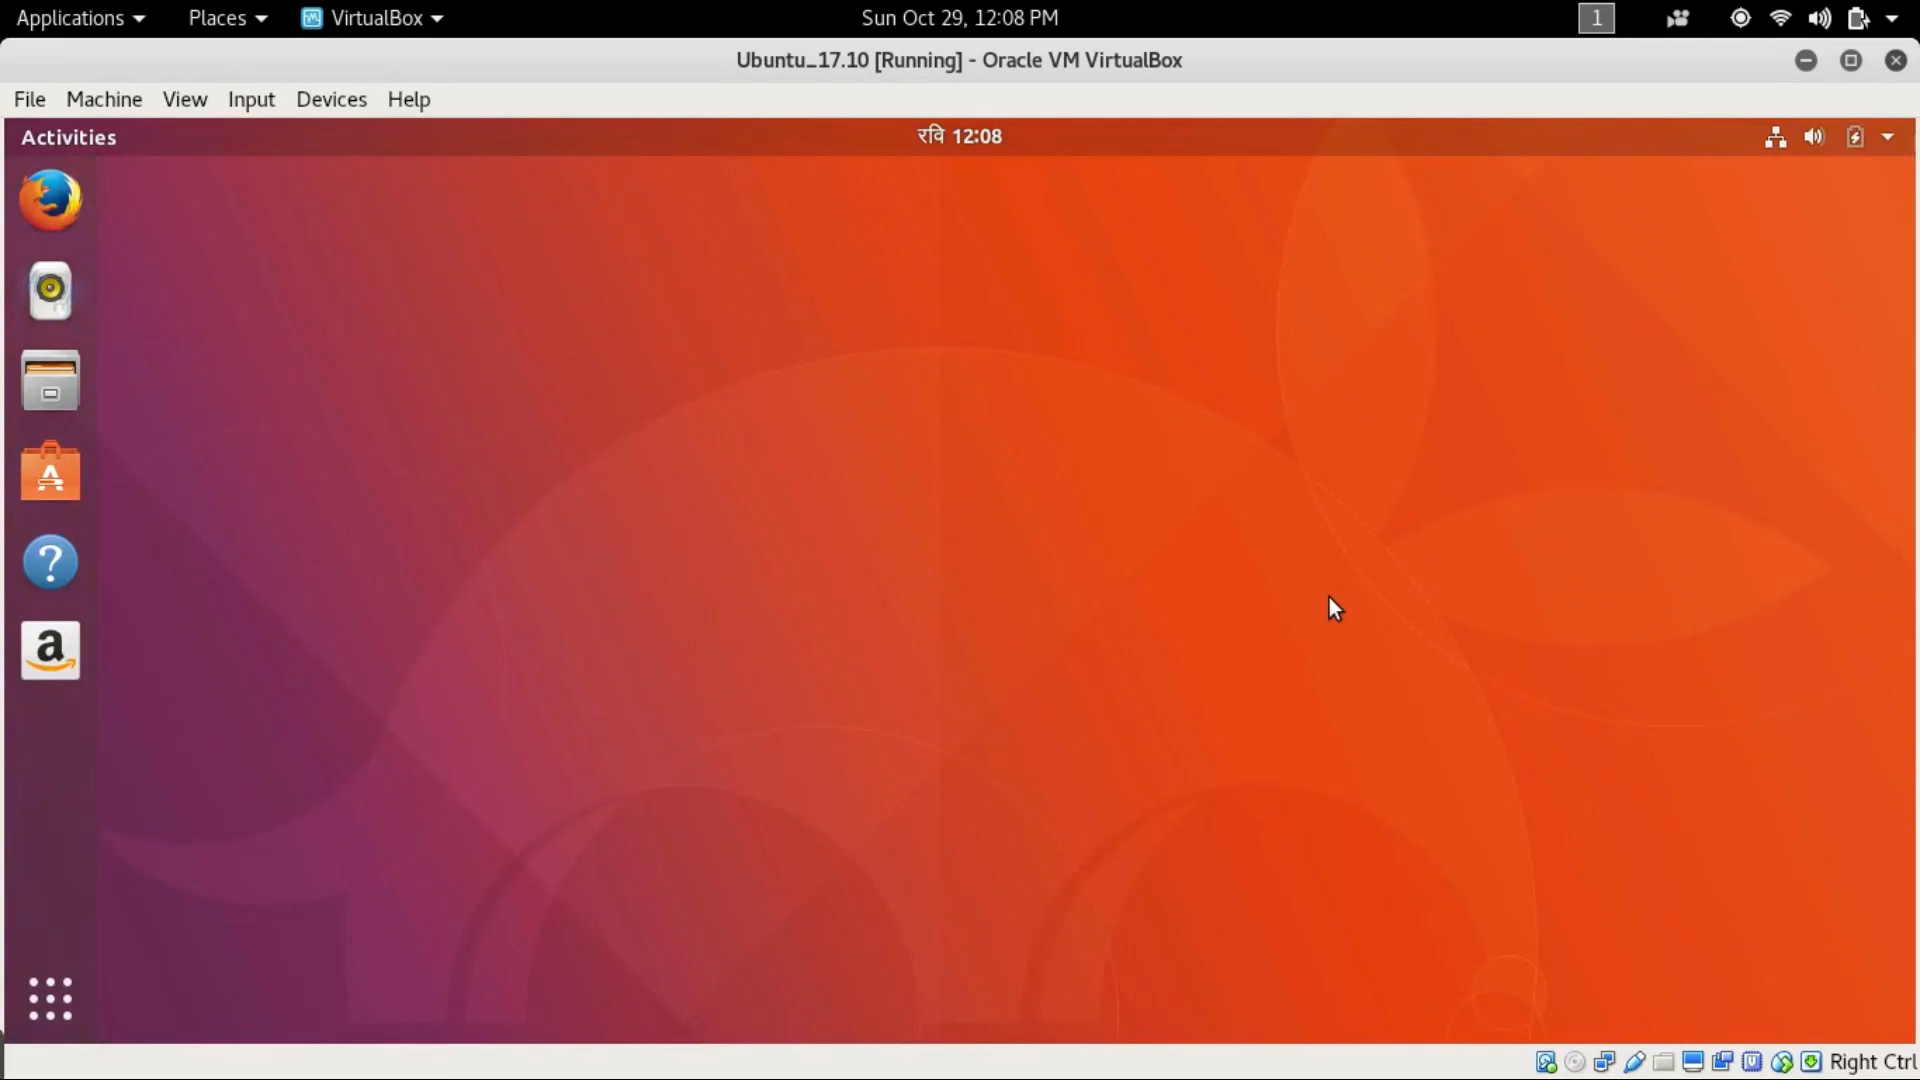 Applications Places VirtualBox Sun Oct 29, 12:08 PM 1
Ubuntu_17.10 [Running] - Oracle VM VirtualBox
File Machine View Input Devices Help
Activities रवि 12:08
Right Ctrl